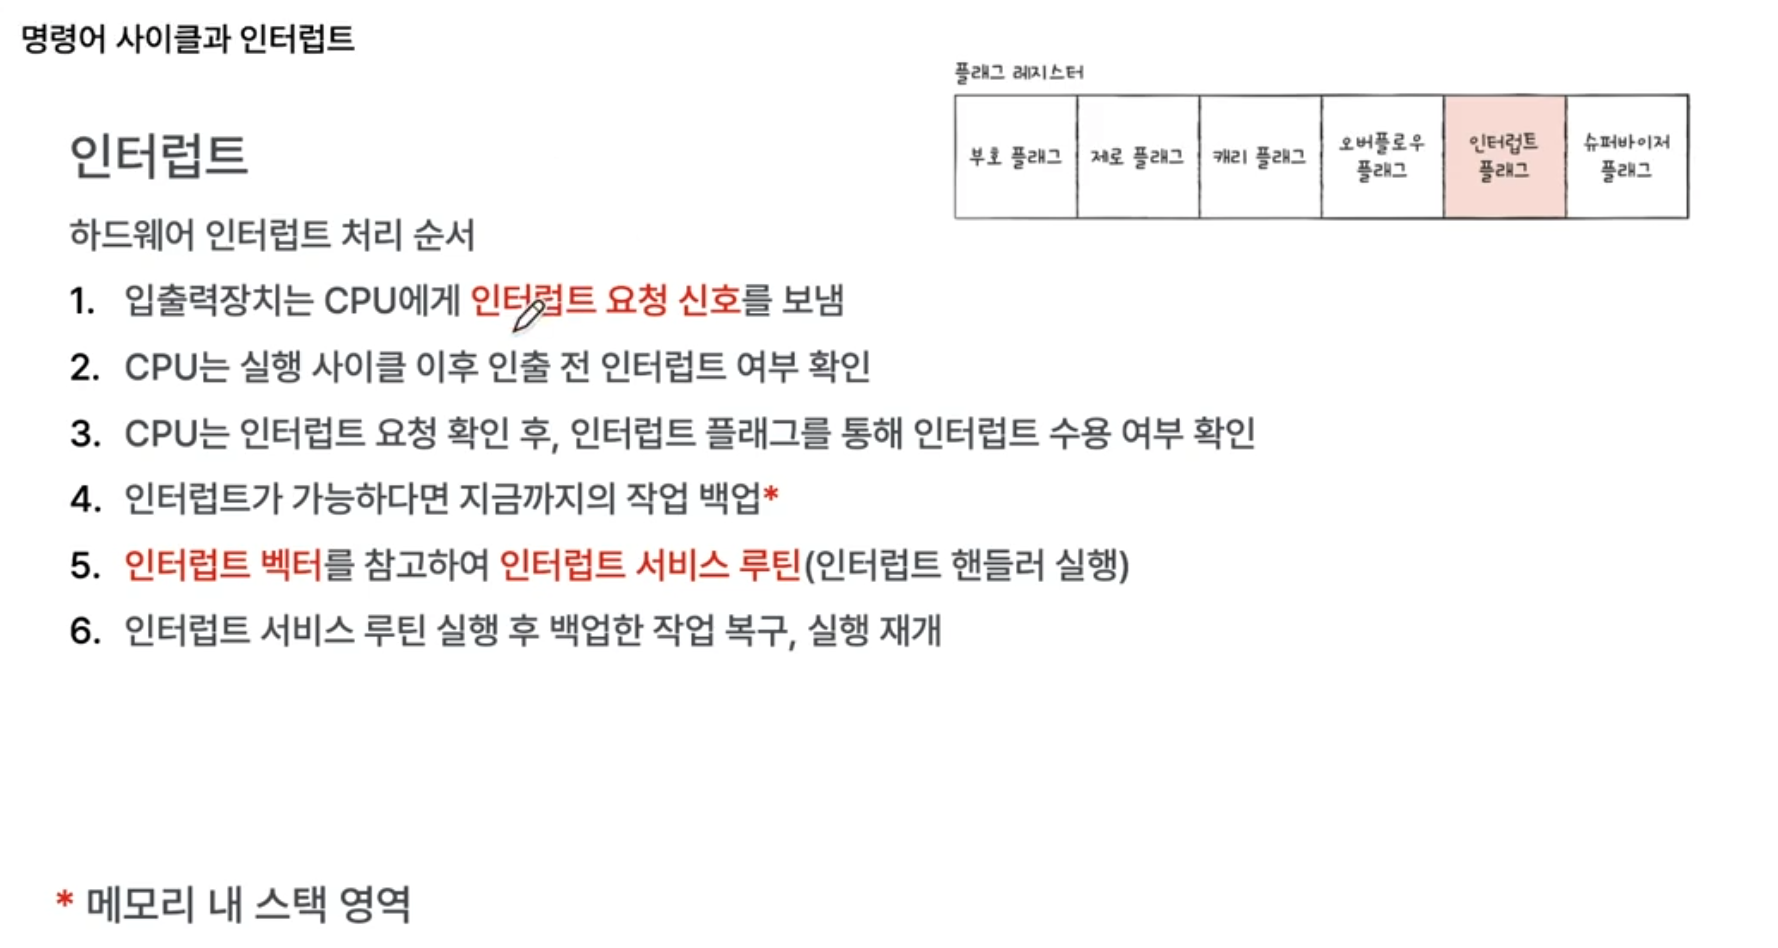 명령어 사이클과 인터럽트
플래그 레지스터
부호 플래그 제로 플래그 캐리 플래그 오버플로우 플래그 인터럽트 플래그 슈퍼바이저 플래그
인터럽트
하드웨어 인터럽트 처리 순서
1. 입출력장치는 CPU에게 인터럽트 요청 신호를 보냄
2. CPU는 실행 사이클 이후 인출 전 인터럽트 여부 확인
3. CPU는 인터럽트 요청 확인 후, 인터럽트 플래그를 통해 인터럽트 수용 여부 확인
4. 인터럽트가 가능하다면 지금까지의 작업 백업*
5. 인터럽트 벡터를 참고하여 인터럽트 서비스 루틴(인터럽트 핸들러 실행)
6. 인터럽트 서비스 루틴 실행 후 백업한 작업 복구, 실행 재개
* 메모리 내 스택 영역